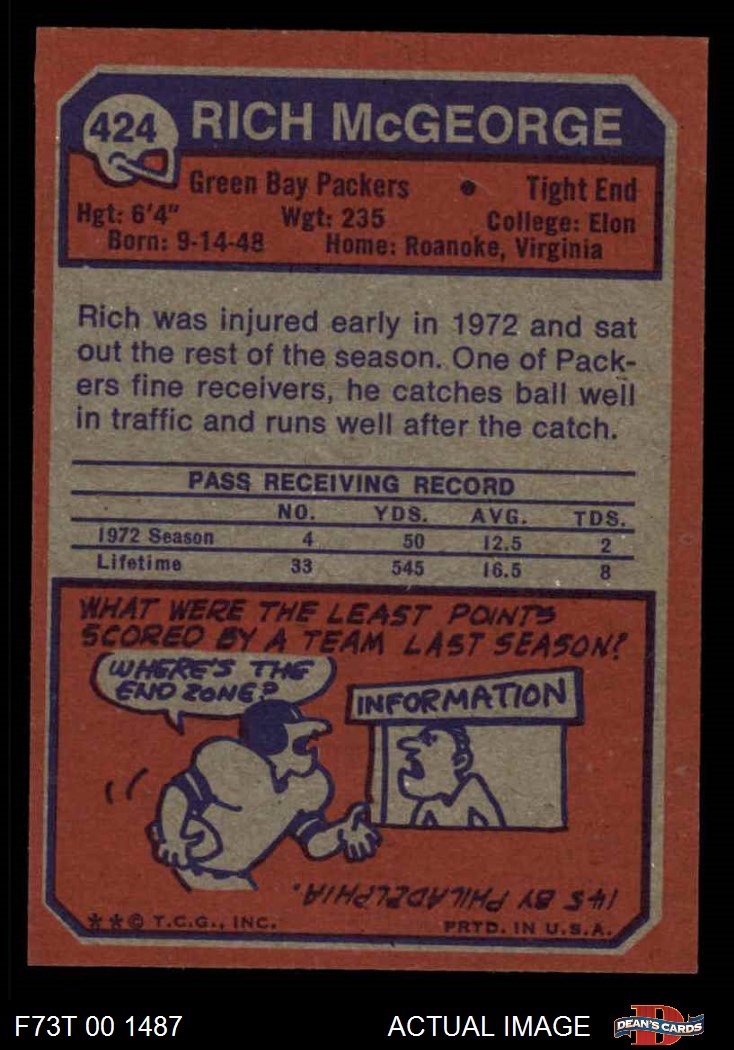 424
RICH McGEORGE
Green Bay Packers • Tight End
Hgt: 6'4" Wgt: 235 College: Elon
Born: 9-14-48 Home: Roanoke, Virginia
Rich was injured early in 1972 and sat
out the rest of the season. One of Pack-
ers fine receivers, he catches ball well
in traffic and runs well after the catch.
PASS RECEIVING RECORD
NO. YDS. AVG. TDS.
1972 Season 4 50 12.5 2
Lifetime 33 545 16.5 8
WHAT WERE THE LEAST POINTS
SCORED BY A TEAM LAST SEASON?
WHERE'S THE
END ZONE?
INFORMATION
145 BY PHILADELPHIA.
**© T.C.G., INC. PRTD. IN U.S.A.
F73T 00 1487 ACTUAL IMAGE
D
DEAN'S CARDS